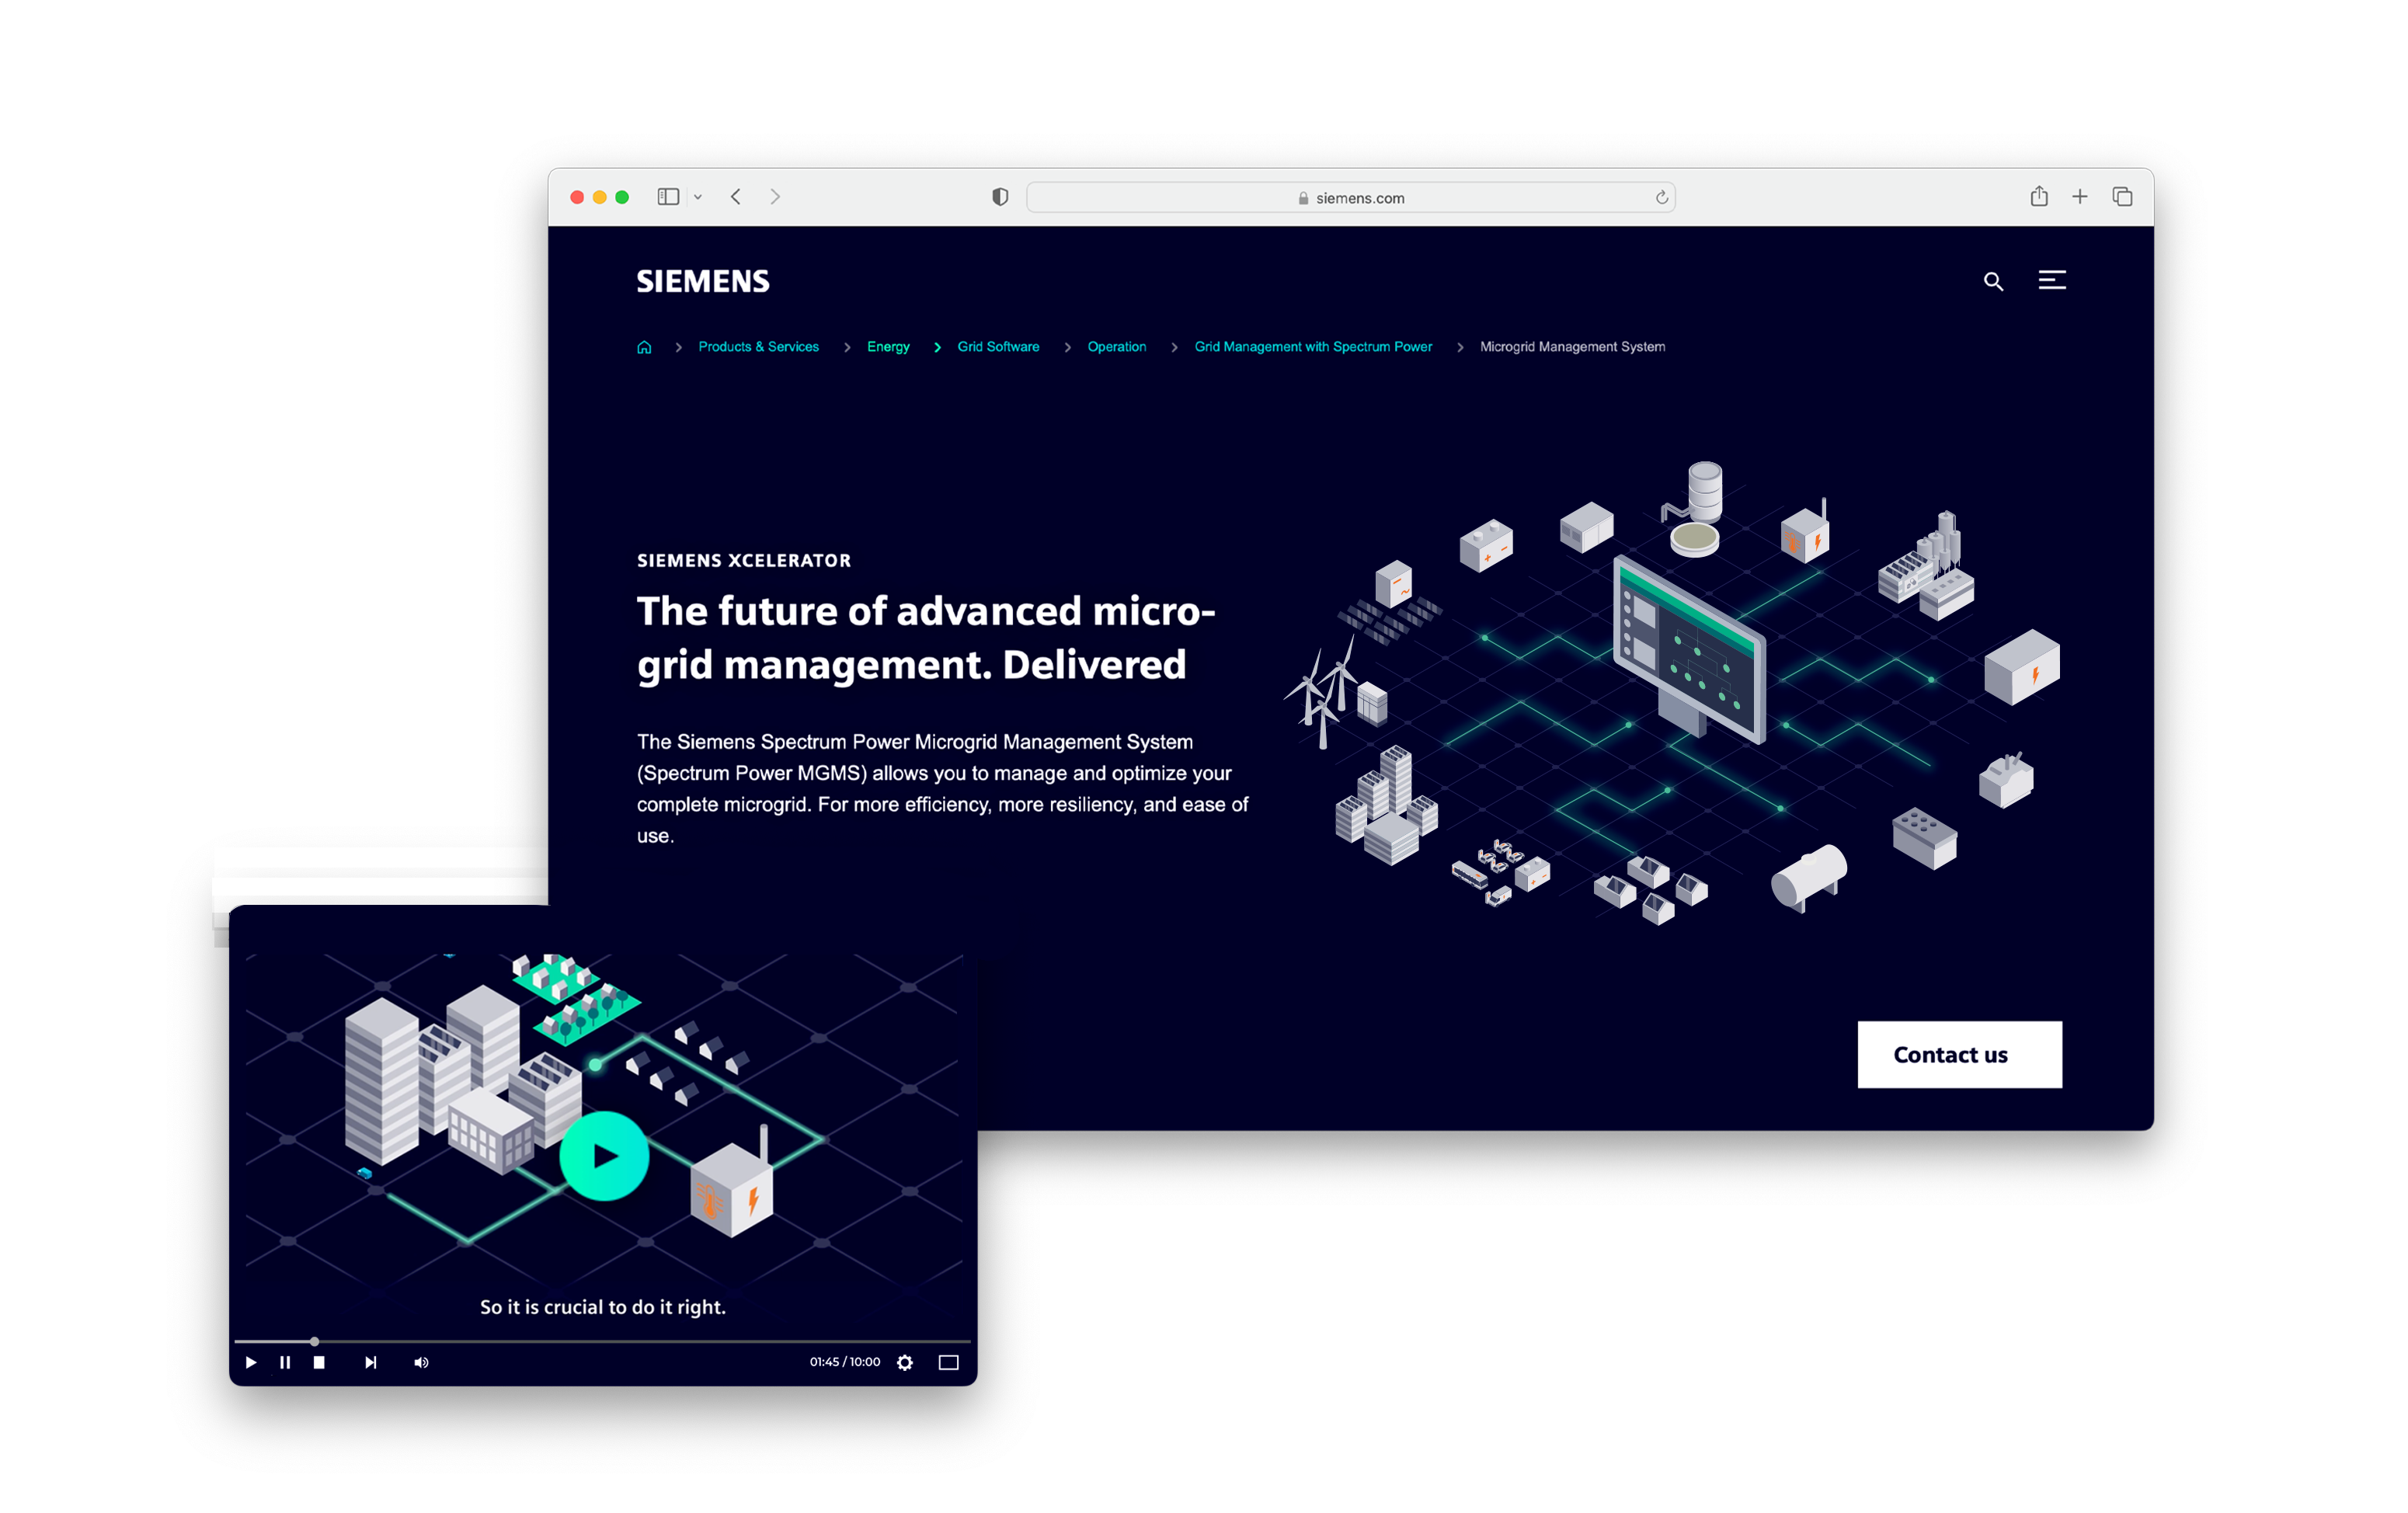 siemens.com
SIEMENS
Products & Services
Energy
Grid Software
Operation
Grid Management with Spectrum Power
Microgrid Management System
SIEMENS XCELERATOR
The future of advanced micro-
grid management. Delivered
The Siemens Spectrum Power Microgrid Management System
(Spectrum Power MGMS) allows you to manage and optimize your
complete microgrid. For more efficiency, more resiliency, and ease of
use.
Contact us
So it is crucial to do it right.
01:45 / 10:00